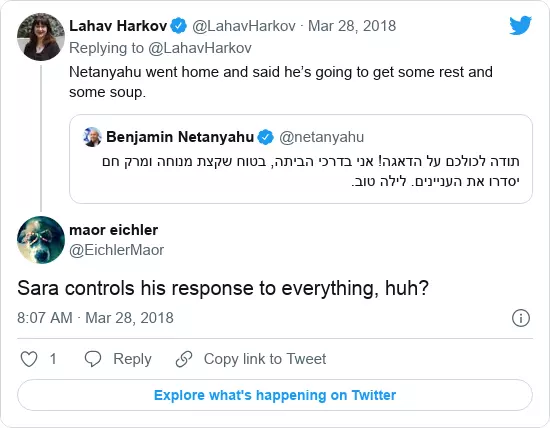 Lahav Harkov @LahavHarkov · Mar 28, 2018
Replying to @LahavHarkov
Netanyahu went home and said he's going to get some rest and
some soup.
Benjamin Netanyahu @netanyahu
תודה לכולכם על הדאגה! אני בדרכי הביתה, בטוח שקצת מנוחה ומרק חם
יסדרו את העניינים. לילה טוב.
maor eichler
@EichlerMaor
Sara controls his response to everything, huh?
8:07 AM · Mar 28, 2018
1 Reply Copy link to Tweet
Explore what's happening on Twitter